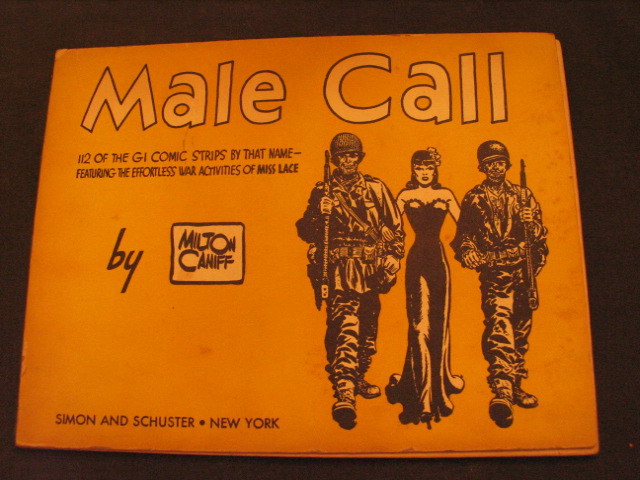 Male Call
112 OF THE GI COMIC STRIPS BY THAT NAME—
FEATURING THE EFFORTLESS WAR ACTIVITIES OF MISS LACE
by
MILTON
CANIFF
SIMON AND SCHUSTER • NEW YORK